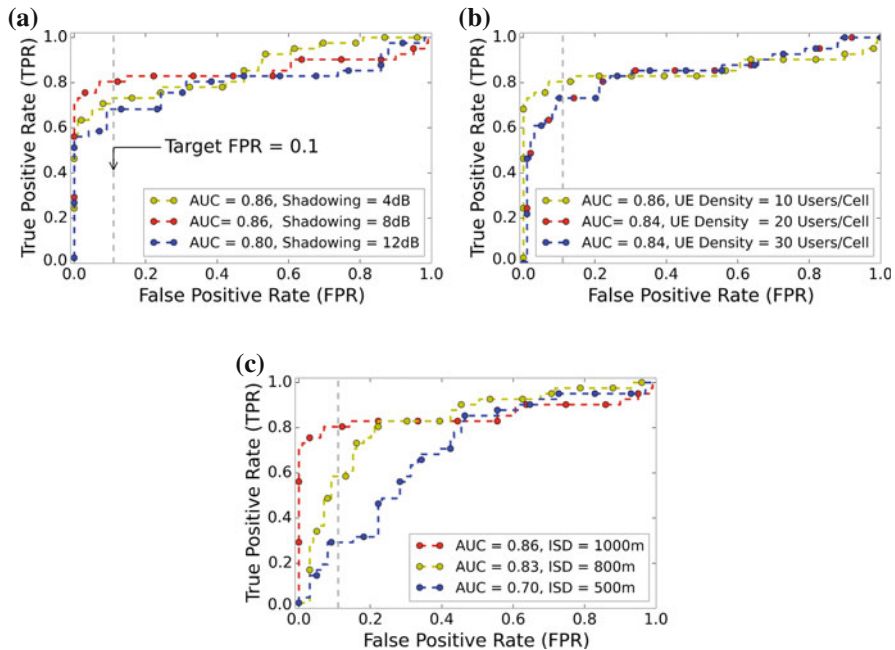 (a)
True Positive Rate (TPR)
1.0
0.8
0.6
0.4
0.2
0.0
Target FPR = 0.1
AUC = 0.86, Shadowing = 4dB
AUC= 0.86, Shadowing = 8dB
AUC = 0.80, Shadowing = 12dB
0.0 0.2 0.4 0.6 0.8 1.0
False Positive Rate (FPR)
(b)
True Positive Rate (TPR)
1.0
0.8
0.6
0.4
0.2
0.0
AUC = 0.86, UE Density = 10 Users/Cell
AUC= 0.84, UE Density = 20 Users/Cell
AUC = 0.84, UE Density = 30 Users/Cell
0.0 0.2 0.4 0.6 0.8 1.0
False Positive Rate (FPR)
(c)
True Positive Rate (TPR)
1.0
0.8
0.6
0.4
0.2
0.0
AUC = 0.86, ISD = 1000m
AUC = 0.83, ISD = 800m
AUC = 0.70, ISD = 500m
0.0 0.2 0.4 0.6 0.8 1.0
False Positive Rate (FPR)